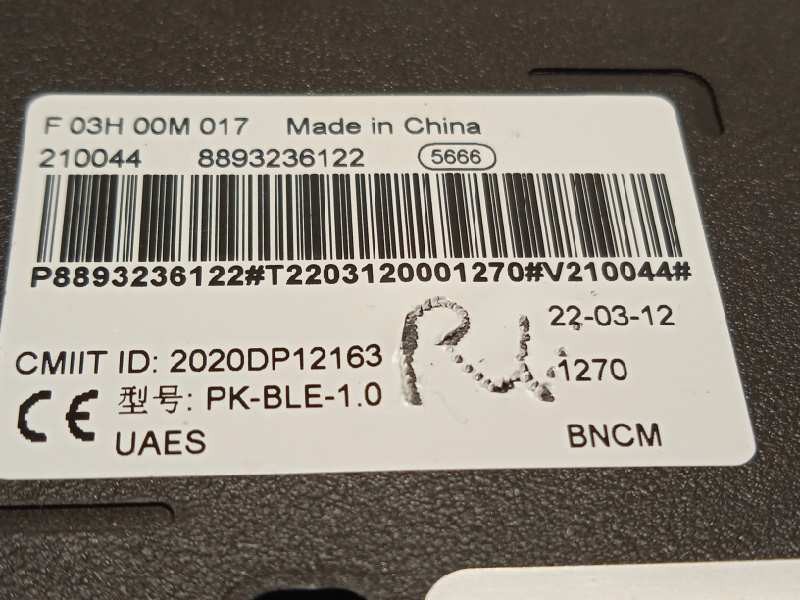 F 03H 00M 017 Made in China
210044 8893236122 5666
P8893236122#T2203120001270#V210044#
22-03-12
CMIIT ID: 2020DP12163
1270
CE 型号: PK-BLE-1.0
UAES BNCM